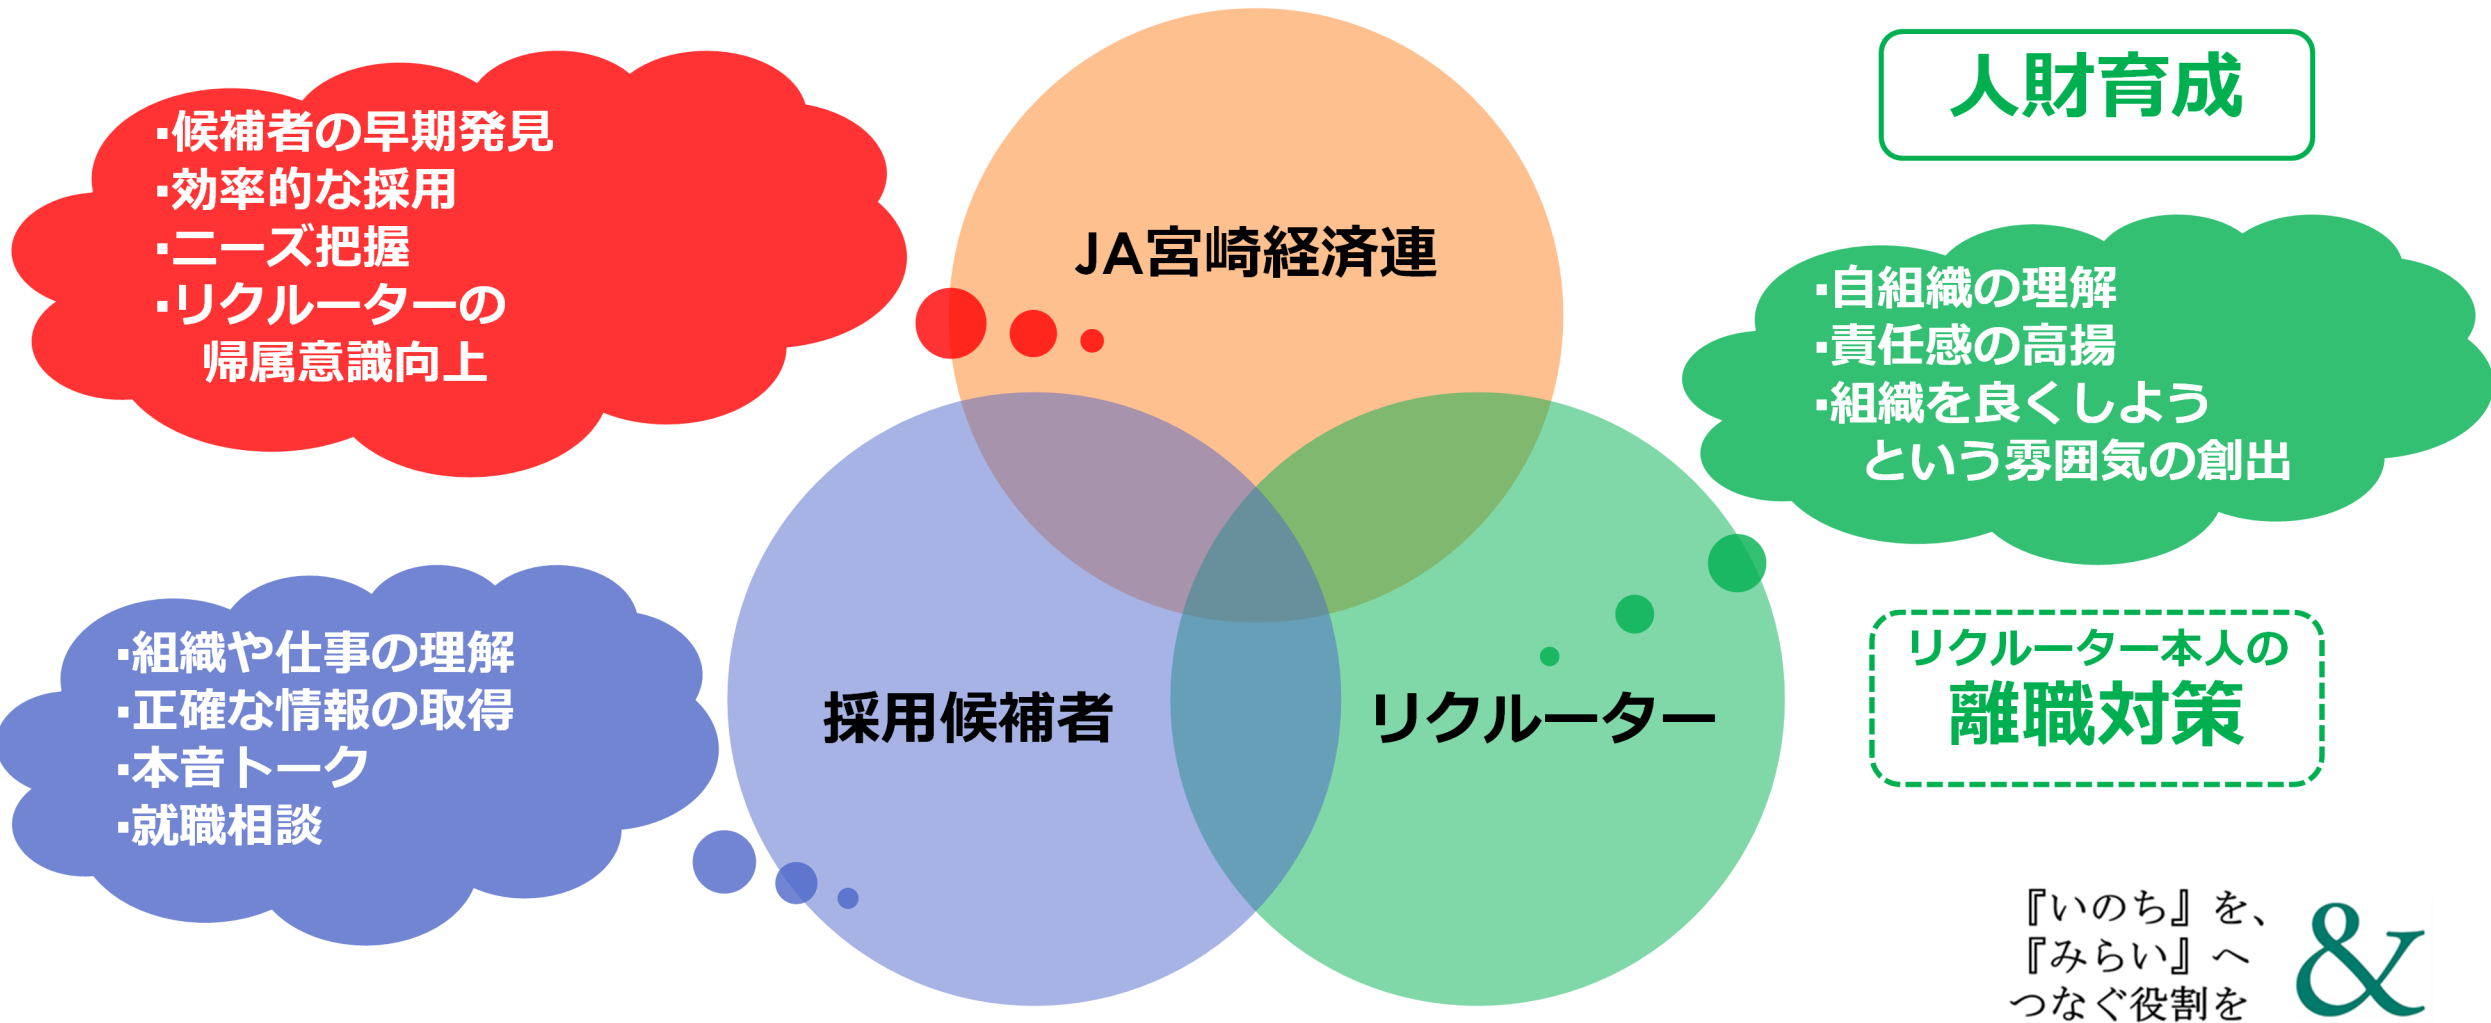 ▪候補者の早期発見
▪効率的な採用
▪ニーズ把握
▪リクルーターの
帰属意識向上
JA宮崎経済連
人財育成
▪自組織の理解
▪責任感の高揚
▪組織を良くしよう
という雰囲気の創出
▪組織や仕事の理解
▪正確な情報の取得
▪本音トーク
▪就職相談
採用候補者
リクルーター
リクルーター本人の
離職対策
『いのち』を、
『みらい』へ
つなぐ役割を
&